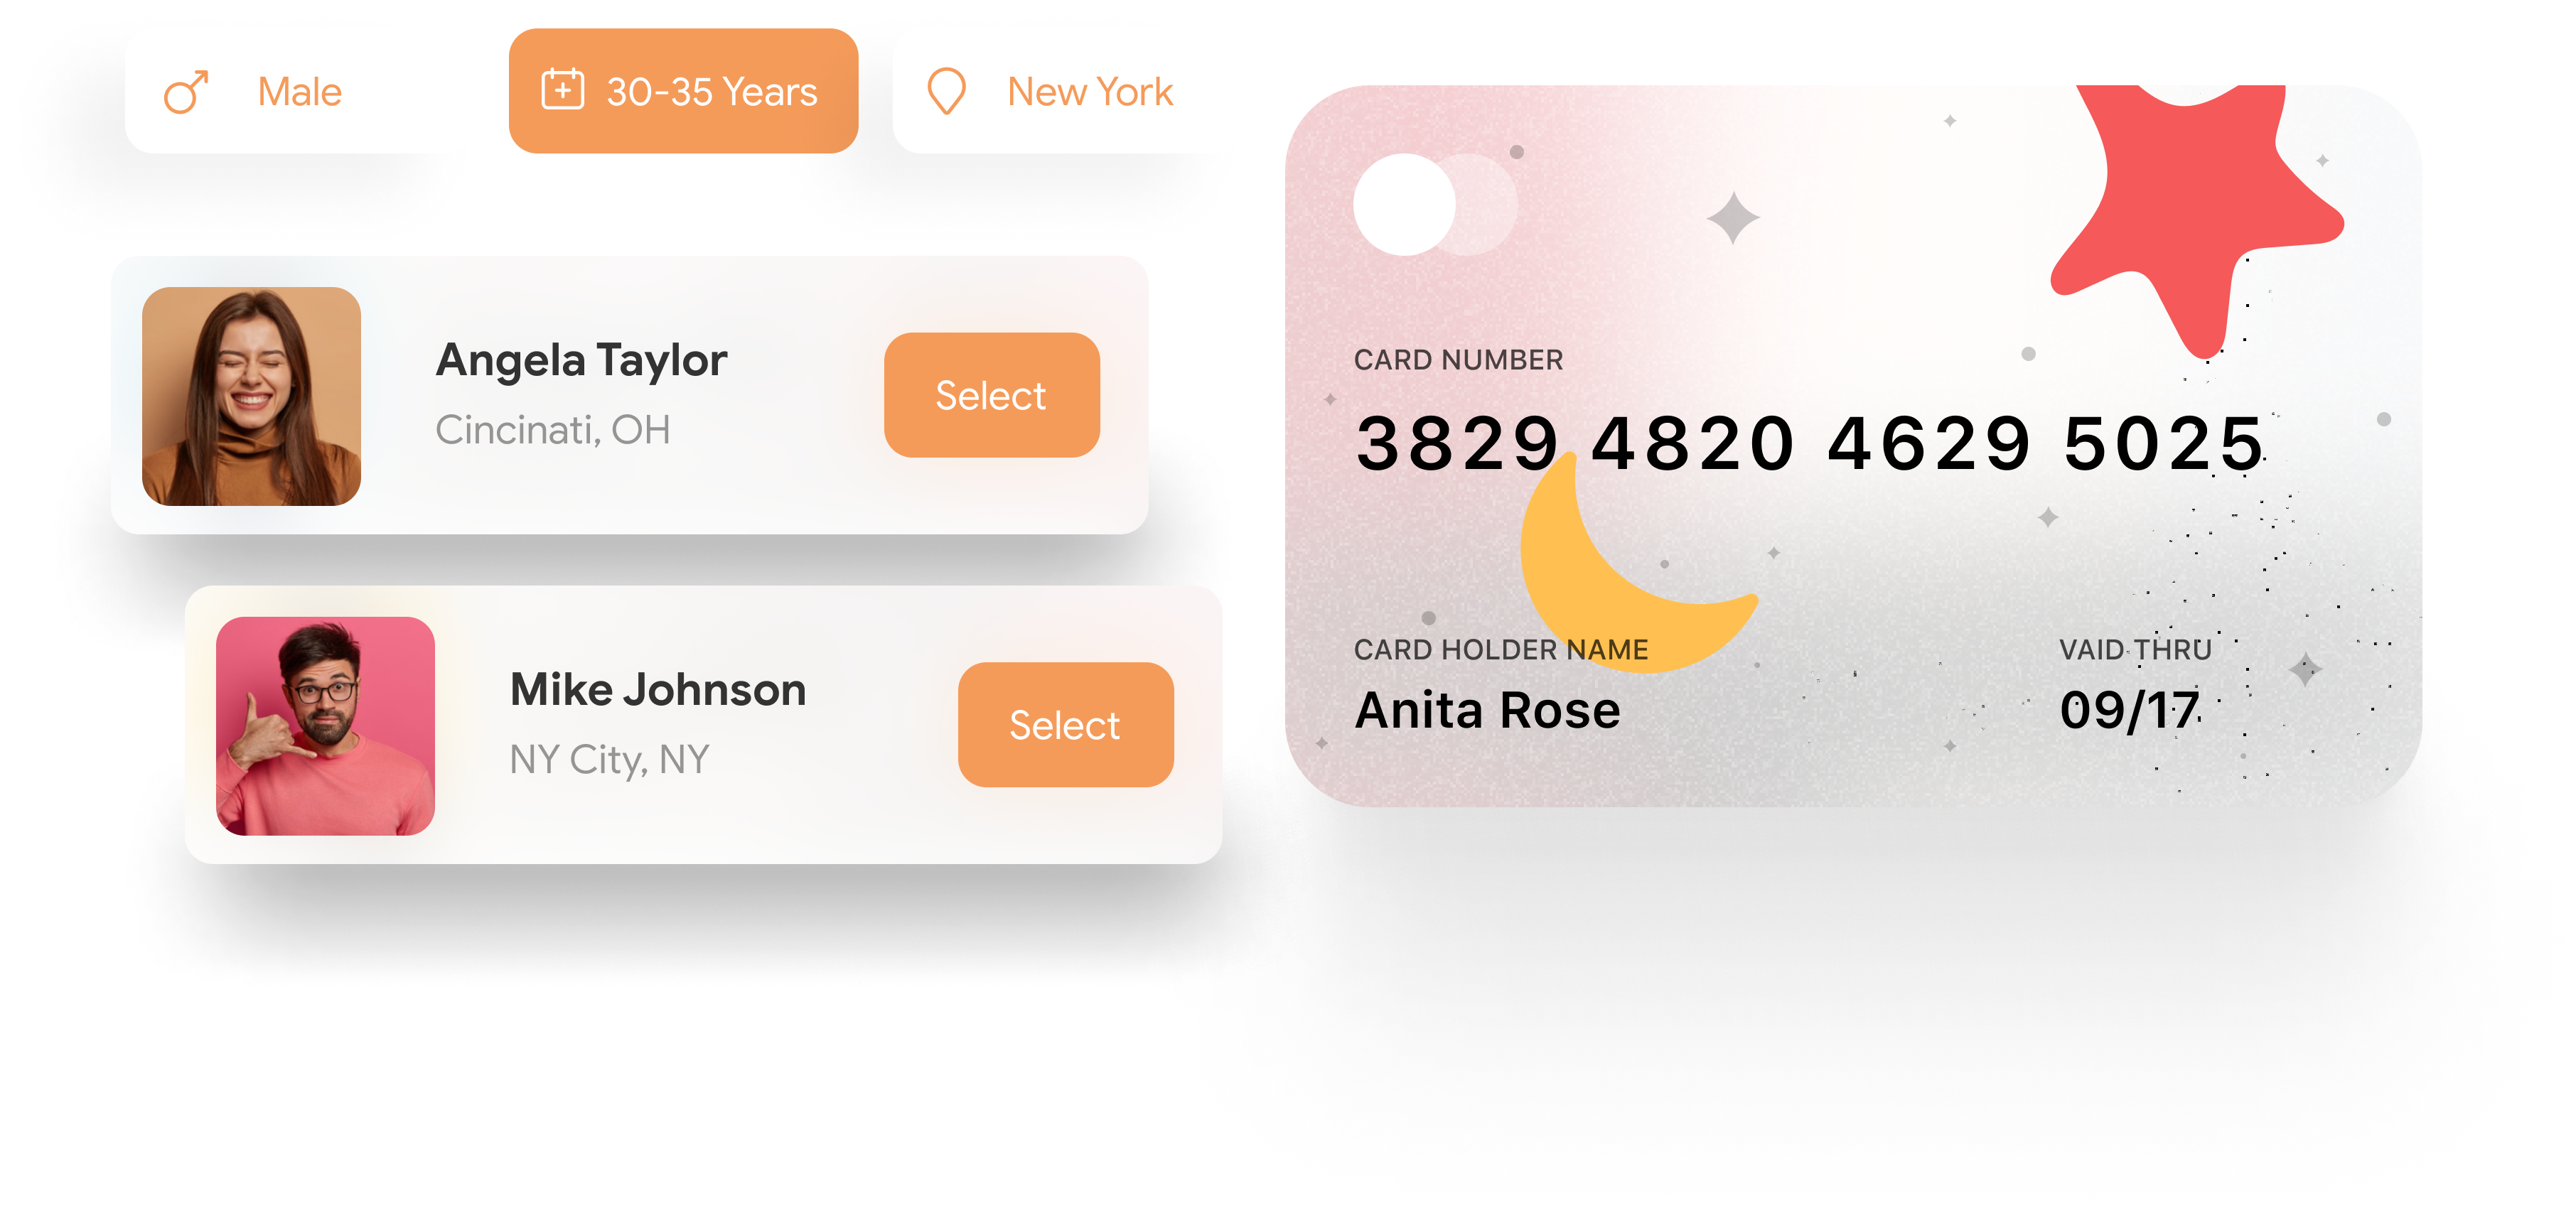 Male
30-35 Years
New York
Angela Taylor
Cincinati, OH
Select
Mike Johnson
NY City, NY
Select
CARD NUMBER
3829 4820 4629 5025
CARD HOLDER NAME
Anita Rose
VAID THRU
09/17